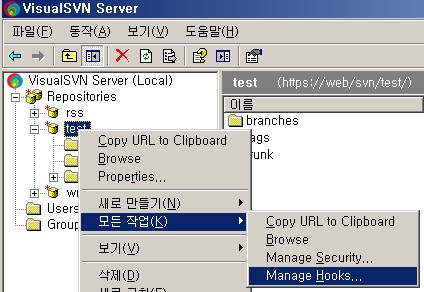 VisualSVN Server
파일(F) 동작(A) 보기(V) 도움말(H)
VisualSVN Server (Local)
Repositories
rss
test
Users
Group
test (https://web/svn/test/)
이름
branches
ags
runk
Copy URL to Clipboard
Browse
Properties...
새로 만들기(N)
모든 작업(K)
보기(V)
삭제(D)
Copy URL to Clipboard
Browse
Manage Security...
Manage Hooks...